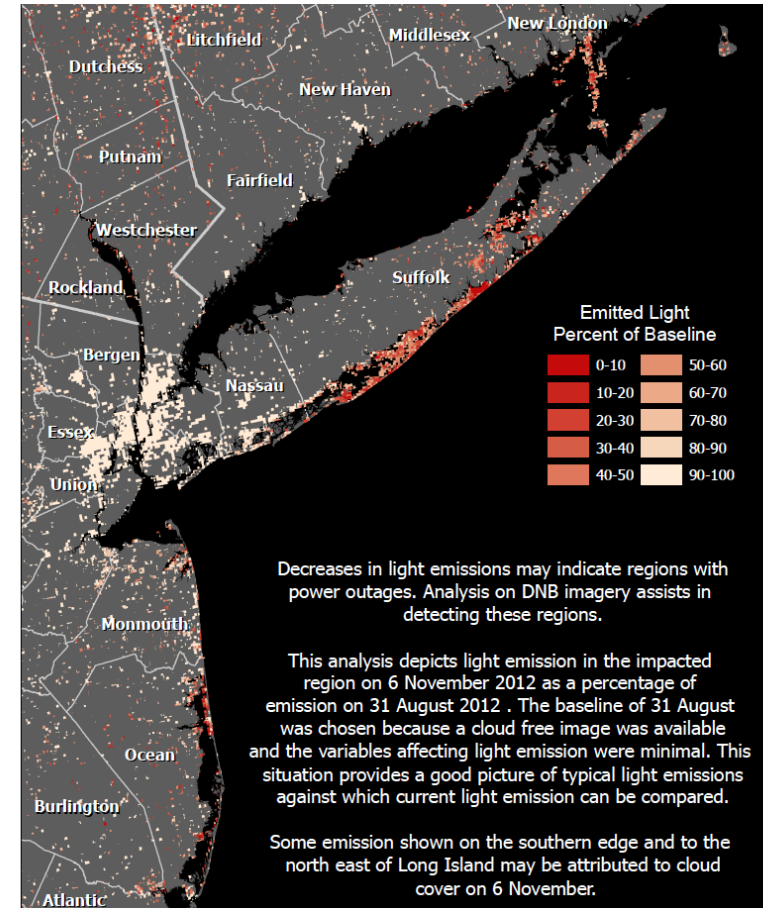 New London
Litchfield
Middlesex
Dutchess
New Haven
Putnam
Fairfield
Westchester
Rockland
Suffolk
Emitted Light
Percent of Baseline
Bergen
0-10 50-60
Nassau
10-20 60-70
20-30 70-80
Essex
30-40 80-90
40-50 90-100
Union
Decreases in light emissions may indicate regions with
power outages. Analysis on DNB imagery assists in
detecting these regions.
Monmouth
This analysis depicts light emission in the impacted
region on 6 November 2012 as a percentage of
emission on 31 August 2012 . The baseline of 31 August
was chosen because a cloud free image was available
and the variables affecting light emission were minimal. This
situation provides a good picture of typical light emissions
against which current light emission can be compared.
Ocean
Burlington
Some emission shown on the southern edge and to the
north east of Long Island may be attributed to cloud
cover on 6 November.
Atlantic